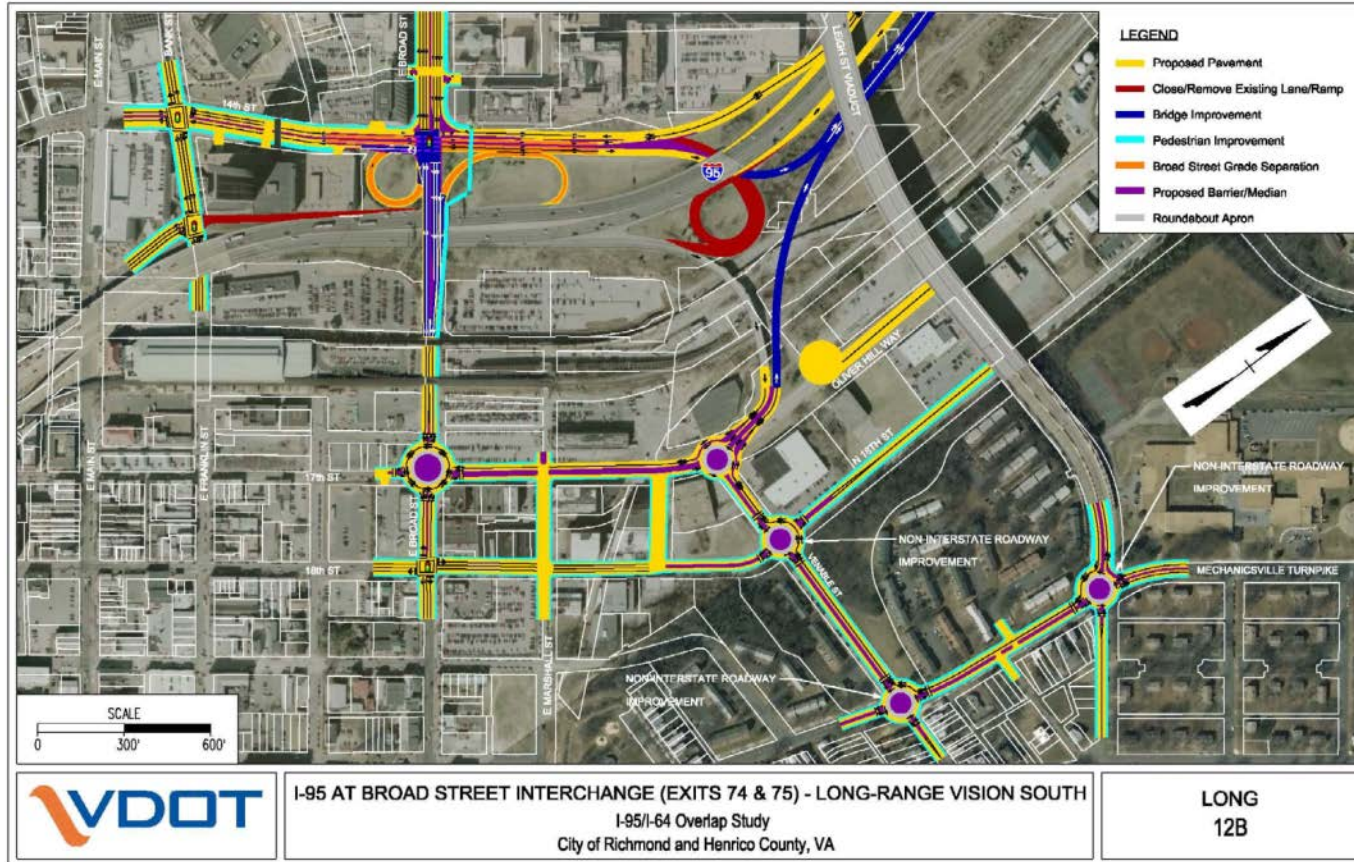 E MAIN ST
BANK ST
E BROAD ST
14th ST
LEIGH ST VIADUCT
95
LEGEND
Proposed Pavement
Close/Remove Existing Lane/Ramp
Bridge Improvement
Pedestrian Improvement
Broad Street Grade Separation
Proposed Barrier/Median
Roundabout Apron
OLIVER HILL WAY
N 18TH ST
E MAIN ST
E FRANKLIN ST
17th ST
E BROAD ST
18th ST
E MARSHALL ST
VENABLE ST
NON-INTERSTATE ROADWAY
IMPROVEMENT
NON-INTERSTATE ROADWAY
IMPROVEMENT
MECHANICSVILLE TURNPIKE
NON-INTERSTATE ROADWAY
IMPROVEMENT
SCALE
0 300' 600'
VDOT
I-95 AT BROAD STREET INTERCHANGE (EXITS 74 & 75) - LONG-RANGE VISION SOUTH
I-95/I-64 Overlap Study
City of Richmond and Henrico County, VA
LONG
12B